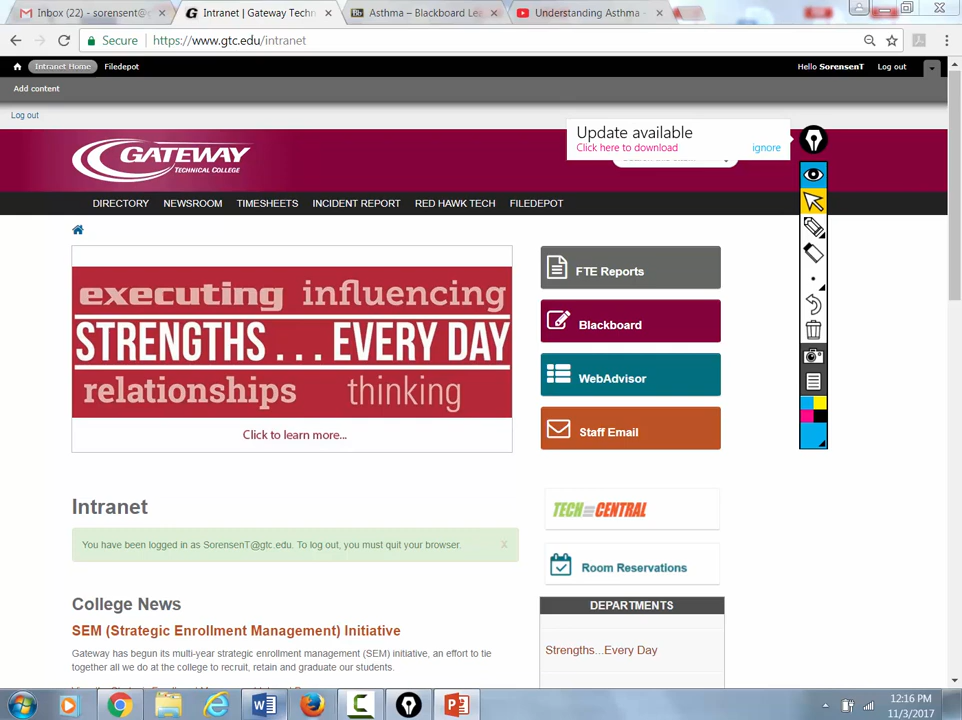 Inbox (22) - sorensent@
Intranet | Gateway Techn
Asthma – Blackboard Lea
Understanding Asthma -
Secure
https://www.gtc.edu/intranet
Intranet Home
Filedepot
Hello SorensenT
Log out
Add content
Log out
Update available
Click here to download
ignore
GATEWAY
TECHNICAL COLLEGE
DIRECTORY
NEWSROOM
TIMESHEETS
INCIDENT REPORT
RED HAWK TECH
FILEDEPOT
executing influencing
STRENGTHS . . . EVERY DAY
relationships thinking
Click to learn more...
FTE Reports
Blackboard
WebAdvisor
Staff Email
TECH CENTRAL
Room Reservations
DEPARTMENTS
Strengths...Every Day
Intranet
You have been logged in as SorensenT@gtc.edu. To log out, you must quit your browser.
x
College News
SEM (Strategic Enrollment Management) Initiative
Gateway has begun its multi-year strategic enrollment management (SEM) initiative, an effort to tie
together all we do at the college to recruit, retain and graduate our students.
12:16 PM
11/3/2017